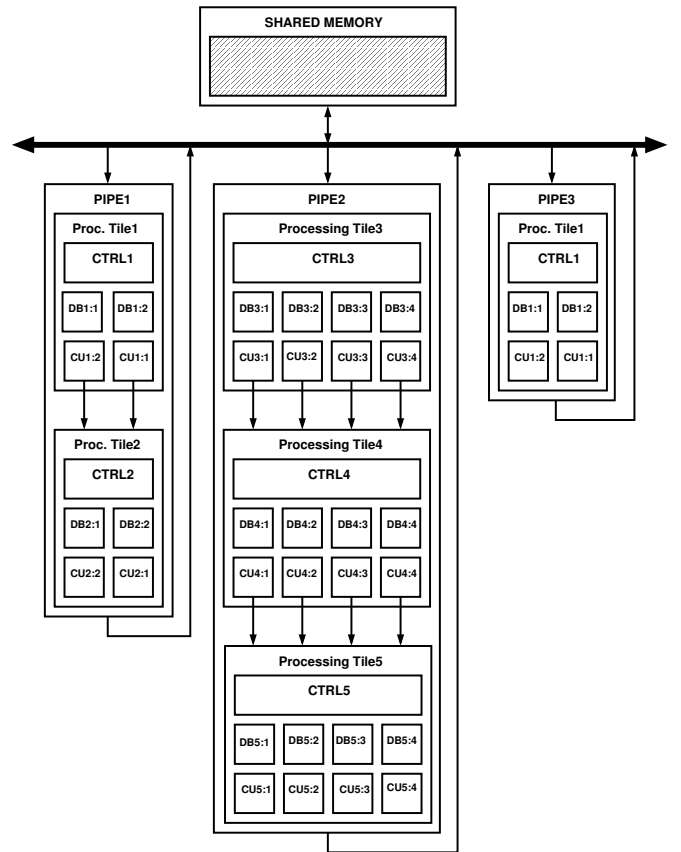 SHARED MEMORY
PIPE1
Proc. Tile1
CTRL1
DB1:1 DB1:2
CU1:2 CU1:1
Proc. Tile2
CTRL2
DB2:1 DB2:2
CU2:2 CU2:1
PIPE2
Processing Tile3
CTRL3
DB3:1 DB3:2 DB3:3 DB3:4
CU3:1 CU3:2 CU3:3 CU3:4
Processing Tile4
CTRL4
DB4:1 DB4:2 DB4:3 DB4:4
CU4:1 CU4:2 CU4:3 CU4:4
Processing Tile5
CTRL5
DB5:1 DB5:2 DB5:3 DB5:4
CU5:1 CU5:2 CU5:3 CU5:4
PIPE3
Proc. Tile1
CTRL1
DB1:1 DB1:2
CU1:2 CU1:1